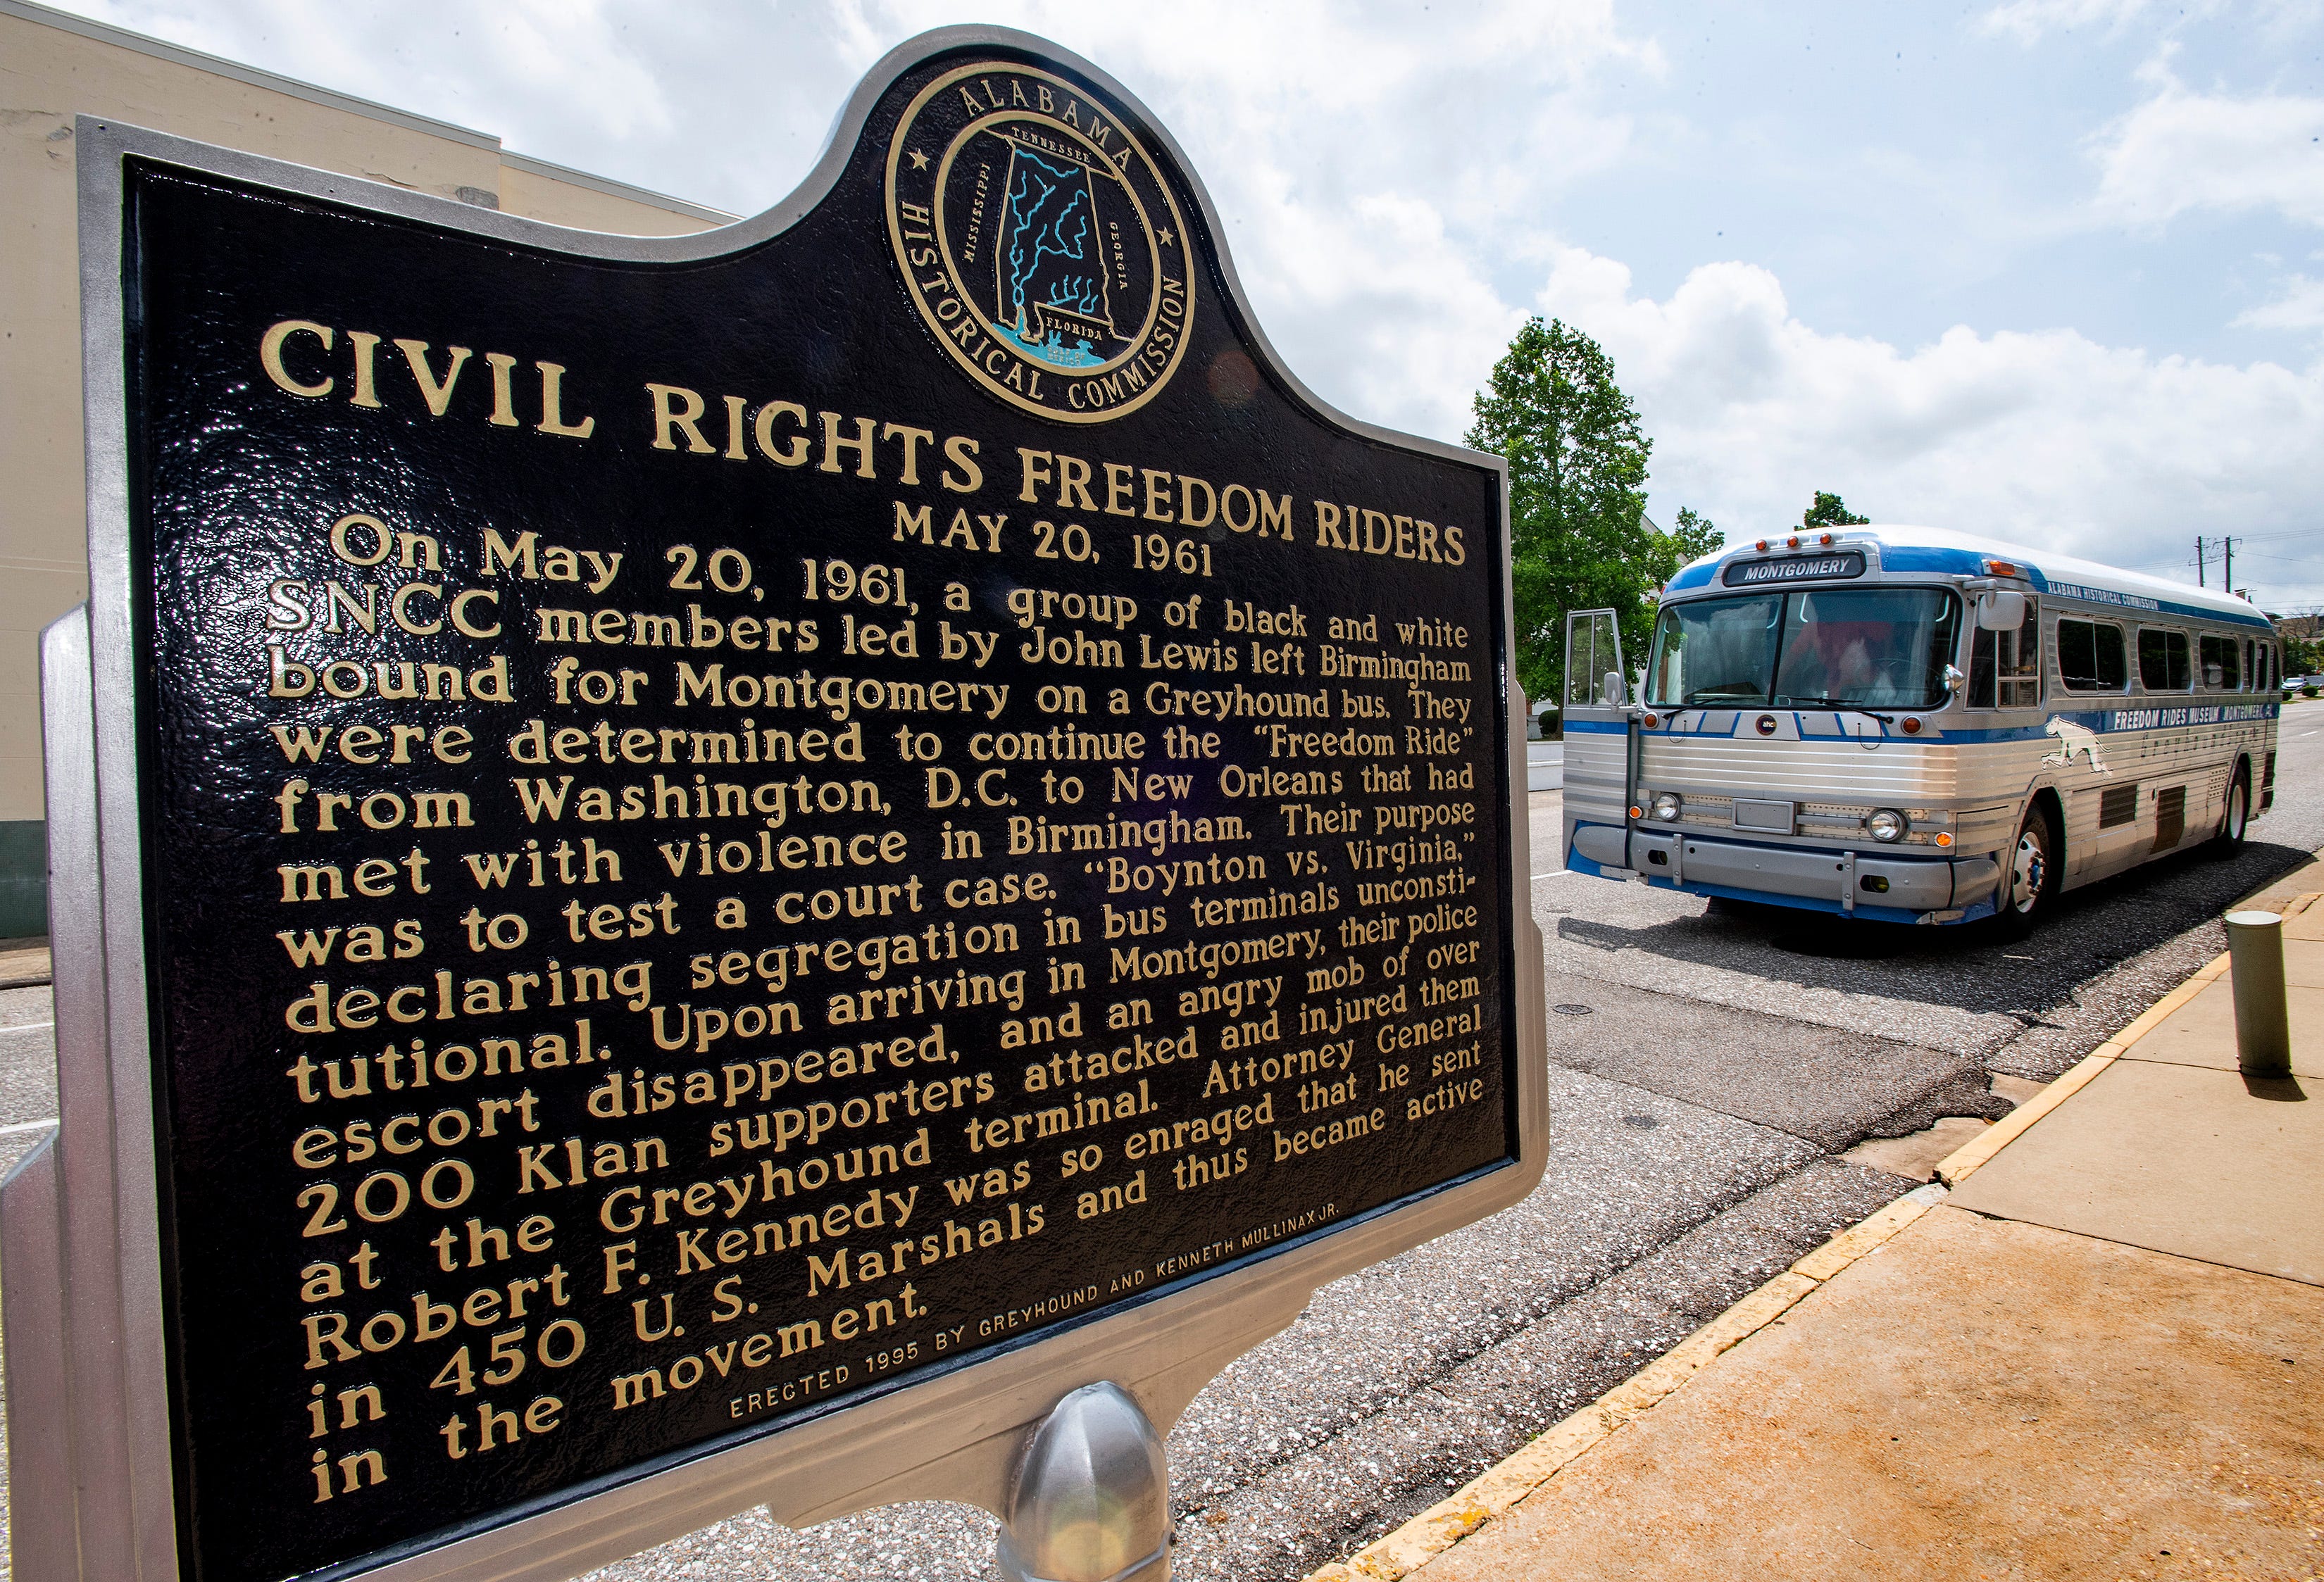 ALABAMA
HISTORICAL COMMISSION
TENNESSEE
MISSISSIPPI
GEORGIA
FLORIDA
GULF OF
MEXICO
CIVIL RIGHTS FREEDOM RIDERS
MAY 20, 1961
On May 20, 1961, a group of black and white
SNCC members led by John Lewis left Birmingham
bound for Montgomery on a Greyhound bus. They
were determined to continue the “Freedom Ride”
from Washington, D.C. to New Orleans that had
met with violence in Birmingham. Their purpose
was to test a court case. “Boynton vs. Virginia,”
declaring segregation in bus terminals unconsti-
tutional. Upon arriving in Montgomery, their police
escort disappeared, and an angry mob of over
200 Klan supporters attacked and injured them
at the Greyhound terminal. Attorney General
Robert F. Kennedy was so enraged that he sent
in 450 U. S. Marshals and thus became active
in the movement.
ERECTED 1995 BY GREYHOUND AND KENNETH MULLINAX JR.
MONTGOMERY
ALABAMA HISTORICAL COMMISSION
ahc
FREEDOM RIDES MUSEUM MONTGOMERY